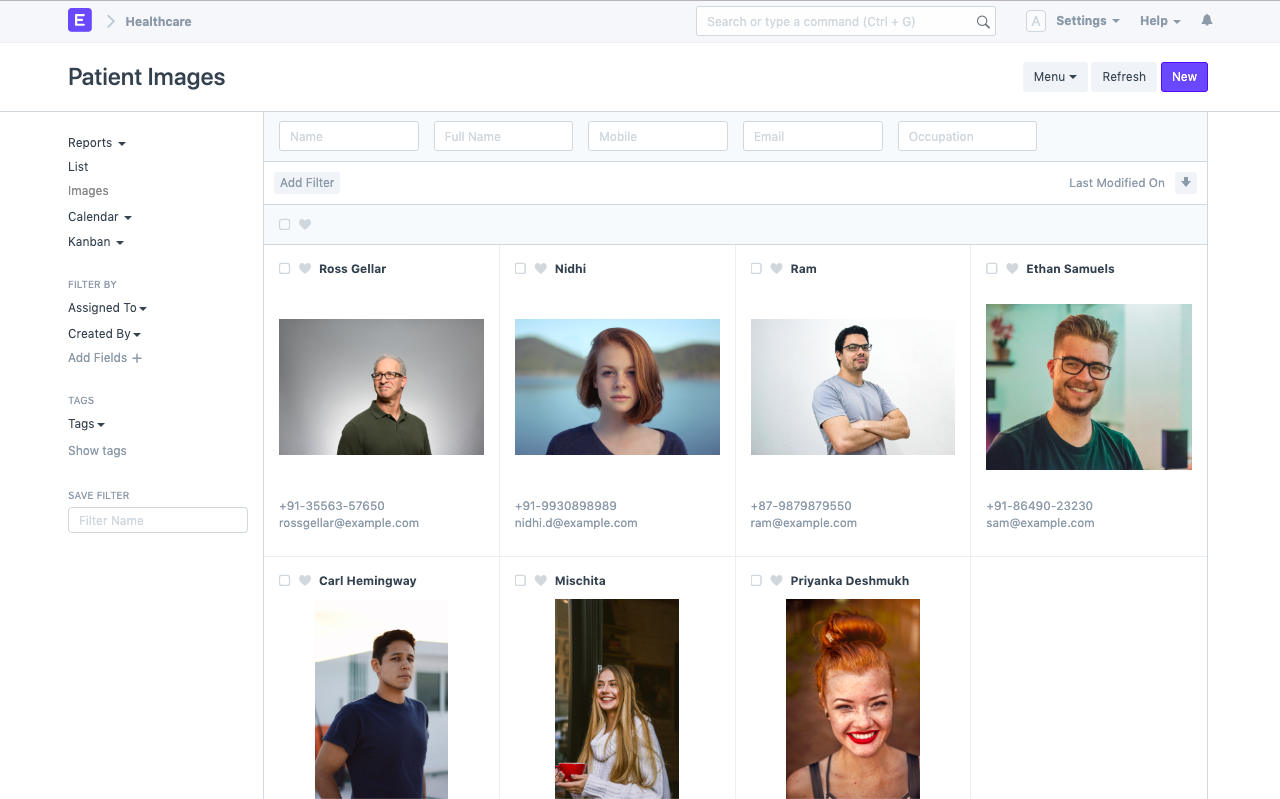 E Healthcare Search or type a command (Ctrl + G) A Settings Help
Patient Images Menu Refresh New
Reports
List
Images
Calendar
Kanban
FILTER BY
Assigned To
Created By
Add Fields +
TAGS
Tags
Show tags
SAVE FILTER
Filter Name
Name Full Name Mobile Email Occupation
Add Filter Last Modified On
Ross Gellar
+91-35563-57650
rossgellar@example.com
Nidhi
+91-9930898989
nidhi.d@example.com
Ram
+87-9879879550
ram@example.com
Ethan Samuels
+91-86490-23230
sam@example.com
Carl Hemingway
Mischita
Priyanka Deshmukh